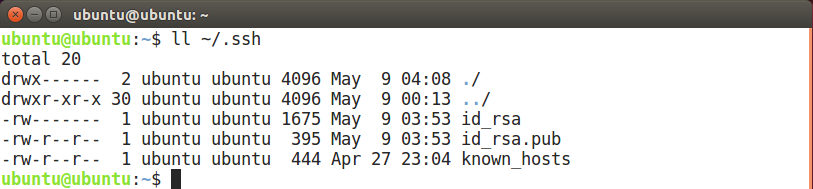 ubuntu@ubuntu: ~
ubuntu@ubuntu:~$ ll ~/.ssh
total 20
drwx------  2 ubuntu ubuntu 4096 May  9 04:08 ./
drwxr-xr-x 30 ubuntu ubuntu 4096 May  9 00:13 ../
-rw-------  1 ubuntu ubuntu 1675 May  9 03:53 id_rsa
-rw-r--r--  1 ubuntu ubuntu  395 May  9 03:53 id_rsa.pub
-rw-r--r--  1 ubuntu ubuntu  444 Apr 27 23:04 known_hosts
ubuntu@ubuntu:~$